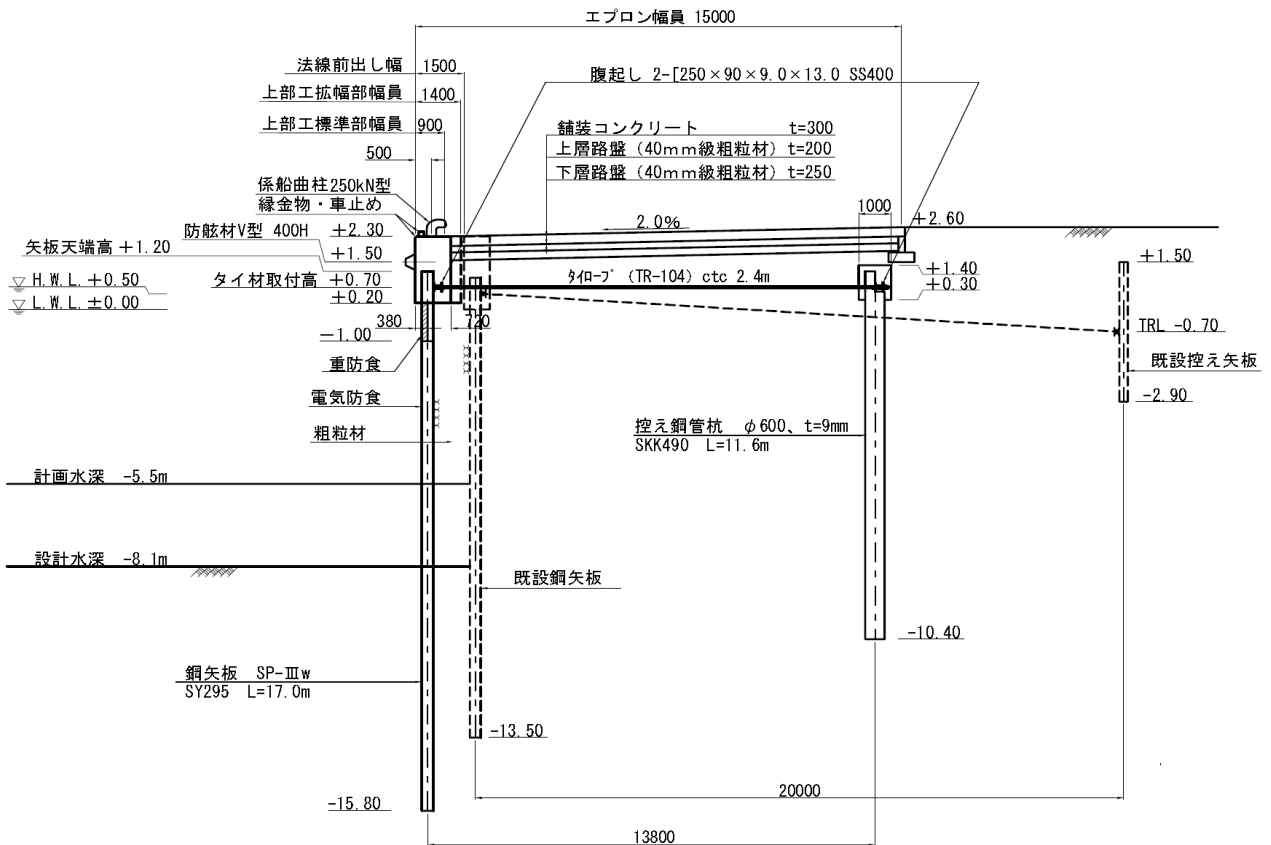 エプロン幅員 15000
法線前出し幅 1500
腹起し 2-[250×90×9.0×13.0 SS400
上部工拡幅部幅員 1400
上部工標準部幅員 900
舗装コンクリート t=300
500
上層路盤 (40mm級粗粒材) t=200
下層路盤 (40mm級粗粒材) t=250
係船曲柱250kN型
縁金物・車止め
1000
防舷材V型 400H +2.30
2.0%
+2.60
矢板天端高 +1.20
+1.50
+1.50
H.W.L. +0.50
タイ材取付高 +0.70
タイロープ (TR-104) ctc 2.4m
+1.40
+0.30
L.W.L. ±0.00
+0.20
380
720
-1.00
TRL -0.70
重防食
既設控え矢板
電気防食
-2.90
粗粒材
控え鋼管杭 φ600、t=9mm
SKK490 L=11.6m
計画水深 -5.5m
設計水深 -8.1m
既設鋼矢板
-10.40
鋼矢板 SP-Ⅲw
SY295 L=17.0m
-13.50
-15.80
20000
13800